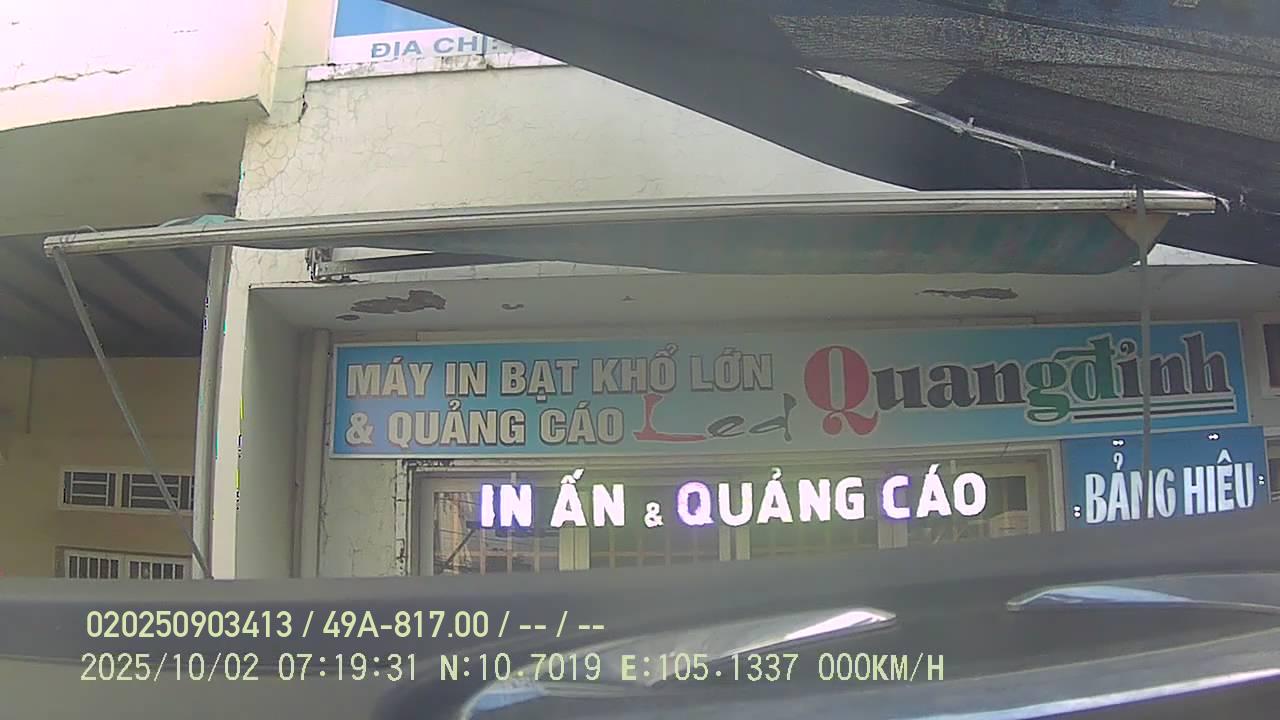 ĐỊA CHỈ:
MÁY IN BẠT KHỔ LỚN
& QUẢNG CÁO Led
Quangđỉnh
IN ẤN & QUẢNG CÁO
BẢNG HIỆU
020250903413 / 49A-817.00 / -- / --
2025/10/02 07:19:31 N:10.7019 E:105.1337 000KM/H